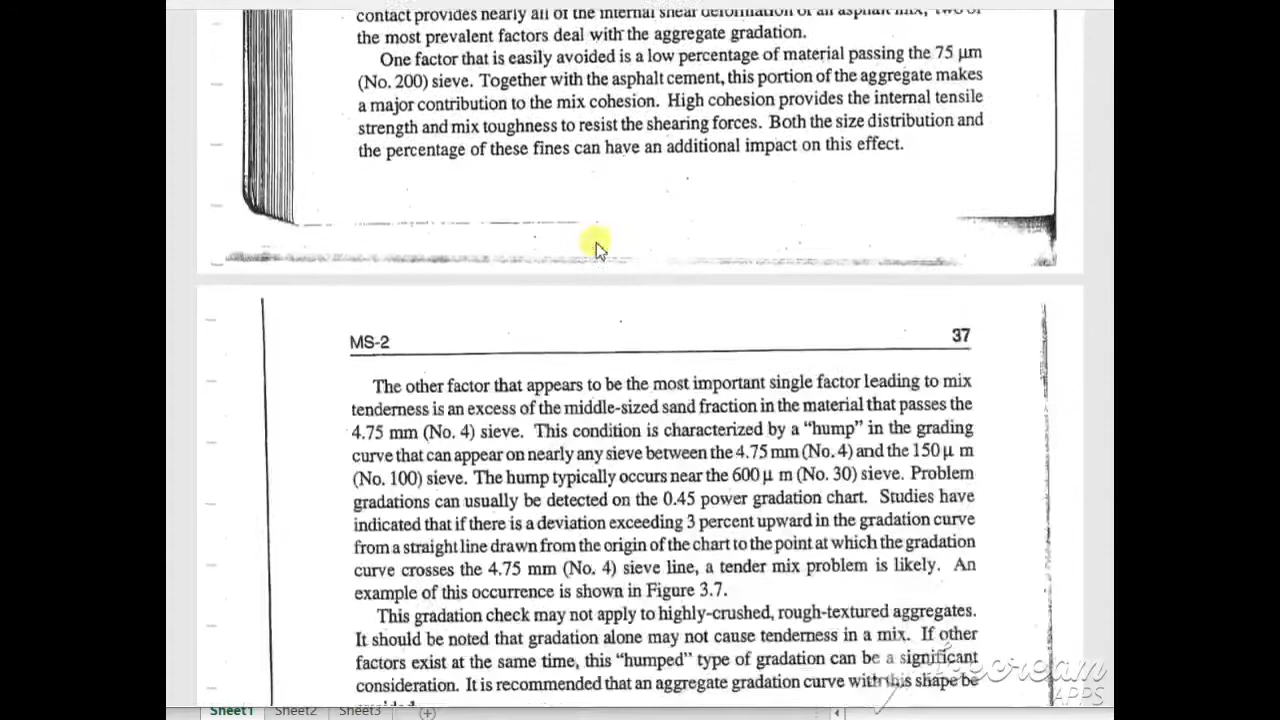 contact provides nearly all of the internal shear deformation of an asphalt mix, two of
the most prevalent factors deal with the aggregate gradation.
One factor that is easily avoided is a low percentage of material passing the 75 µm
(No. 200) sieve. Together with the asphalt cement, this portion of the aggregate makes
a major contribution to the mix cohesion. High cohesion provides the internal tensile
strength and mix toughness to resist the shearing forces. Both the size distribution and
the percentage of these fines can have an additional impact on this effect.
MS-2 37
The other factor that appears to be the most important single factor leading to mix
tenderness is an excess of the middle-sized sand fraction in the material that passes the
4.75 mm (No. 4) sieve. This condition is characterized by a “hump” in the grading
curve that can appear on nearly any sieve between the 4.75 mm (No. 4) and the 150 µ m
(No. 100) sieve. The hump typically occurs near the 600 µ m (No. 30) sieve. Problem
gradations can usually be detected on the 0.45 power gradation chart. Studies have
indicated that if there is a deviation exceeding 3 percent upward in the gradation curve
from a straight line drawn from the origin of the chart to the point at which the gradation
curve crosses the 4.75 mm (No. 4) sieve line, a tender mix problem is likely. An
example of this occurrence is shown in Figure 3.7.
This gradation check may not apply to highly-crushed, rough-textured aggregates.
It should be noted that gradation alone may not cause tenderness in a mix. If other
factors exist at the same time, this “humped” type of gradation can be a significant
consideration. It is recommended that an aggregate gradation curve with this shape be
Icecream
APPS
Sheet1 Sheet2 Sheet3